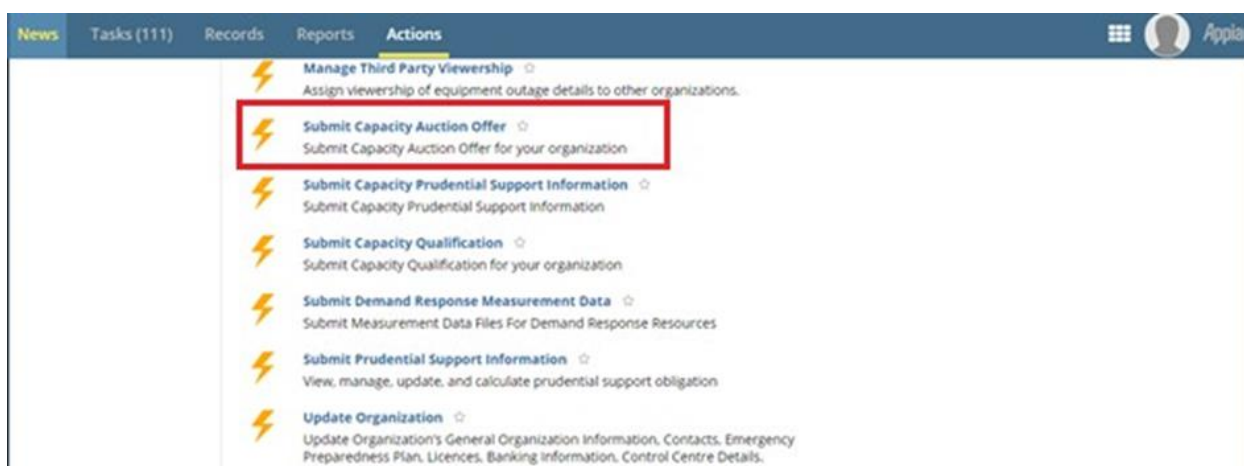 News Tasks (111) Records Reports Actions Appian
Manage Third Party Viewership
Assign viewership of equipment outage details to other organizations.
Submit Capacity Auction Offer
Submit Capacity Auction Offer for your organization
Submit Capacity Prudential Support Information
Submit Capacity Prudential Support Information
Submit Capacity Qualification
Submit Capacity Qualification for your organization
Submit Demand Response Measurement Data
Submit Measurement Data Files For Demand Response Resources
Submit Prudential Support Information
View, manage, update, and calculate prudential support obligation
Update Organization
Update Organization's General Organization Information, Contacts, Emergency
Preparedness Plan, Licences, Banking Information, Control Centre Details.